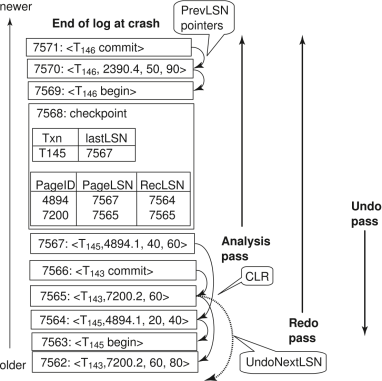 newer
End of log at crash
PrevLSN
pointers
7571: <T146 commit>
7570: <T146, 2390.4, 50, 90>
7569: <T146 begin>
7568: checkpoint
Txn lastLSN
T145 7567
PageID PageLSN RecLSN
4894 7567 7564
7200 7565 7565
7567: <T145,4894.1, 40, 60>
7566: <T143 commit>
7565: <T143,7200.2, 60>
7564: <T145,4894.1, 20, 40>
7563: <T145 begin>
7562: <T143,7200.2, 60, 80>
older
Analysis
pass
CLR
Redo
pass
UndoNextLSN
Undo
pass